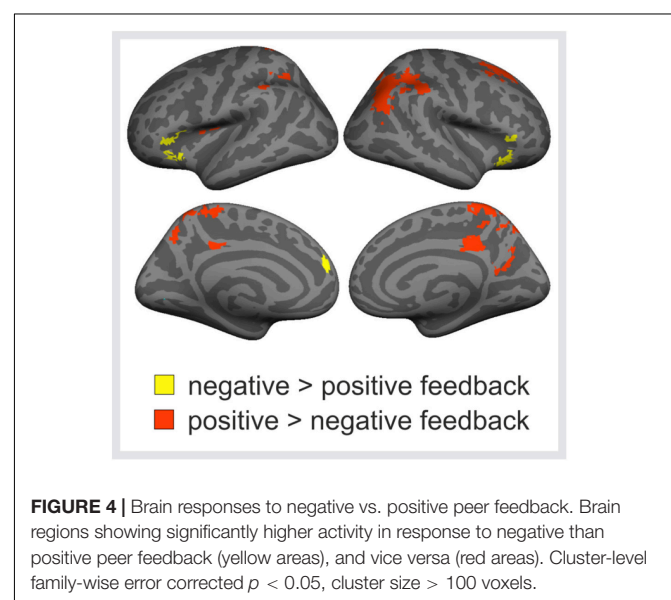 negative > positive feedback
positive > negative feedback
FIGURE 4 | Brain responses to negative vs. positive peer feedback. Brain
regions showing significantly higher activity in response to negative than
positive peer feedback (yellow areas), and vice versa (red areas). Cluster-level
family-wise error corrected p < 0.05, cluster size > 100 voxels.